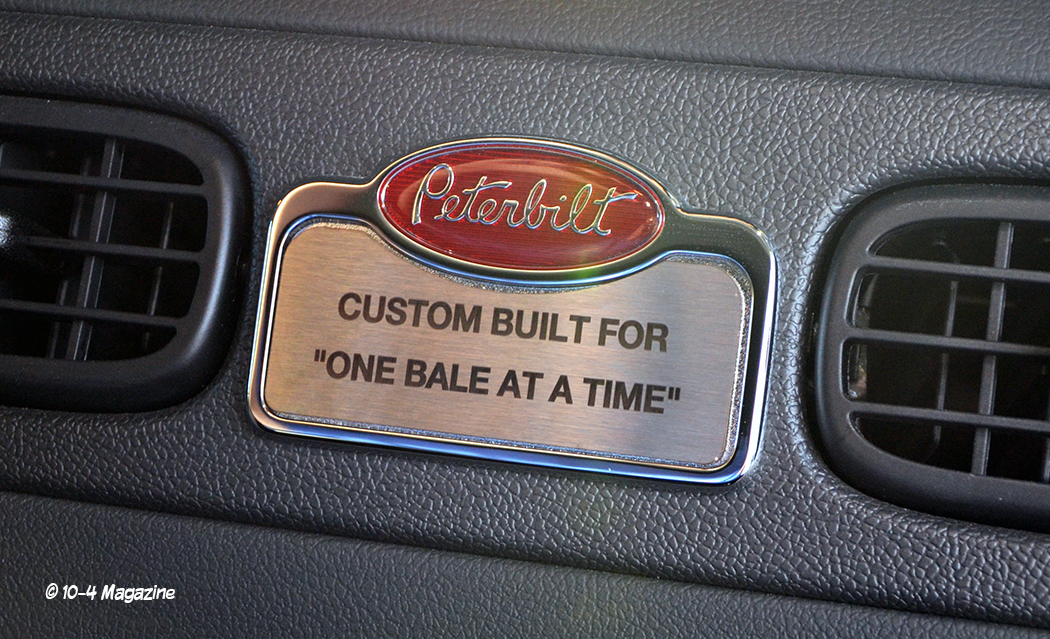 Peterbilt
CUSTOM BUILT FOR
"ONE BALE AT A TIME"
© 10-4 Magazine